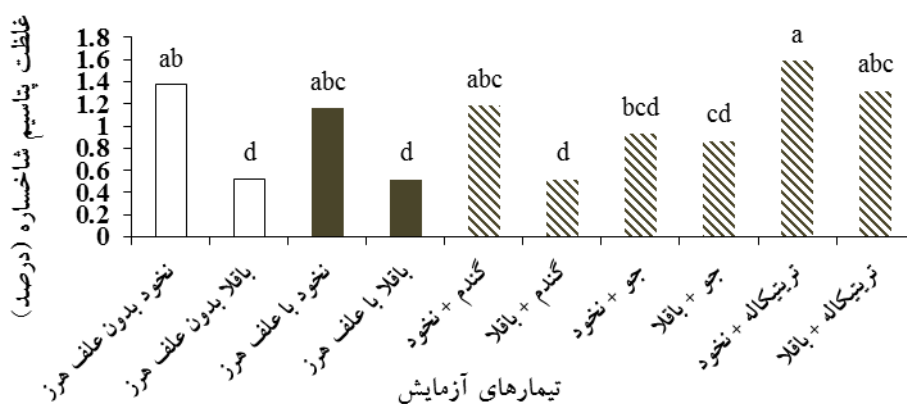 غلظت پتاسیم شاخساره (درصد)
1.8
1.6
1.4
1.2
1
0.8
0.6
0.4
0.2
0
ab
d
abc
d
abc
d
bcd
cd
a
abc
نخود بدون علف هرز
باقلا بدون علف هرز
نخود با علف هرز
باقلا با علف هرز
گندم + نخود
گندم + باقلا
جو + نخود
جو + باقلا
تریتیکاله + نخود
تریتیکاله + باقلا
تیمارهای آزمایش